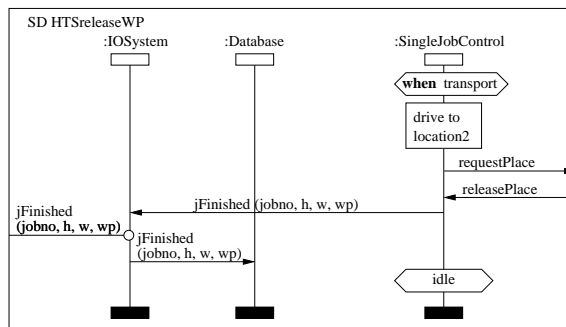 SD HTSreleaseWP
:IOSystem
:Database
:SingleJobControl
when transport
drive to
location2
requestPlace
releasePlace
jFinished (jobno, h, w, wp)
jFinished
(jobno, h, w, wp)
jFinished
(jobno, h, w, wp)
idle